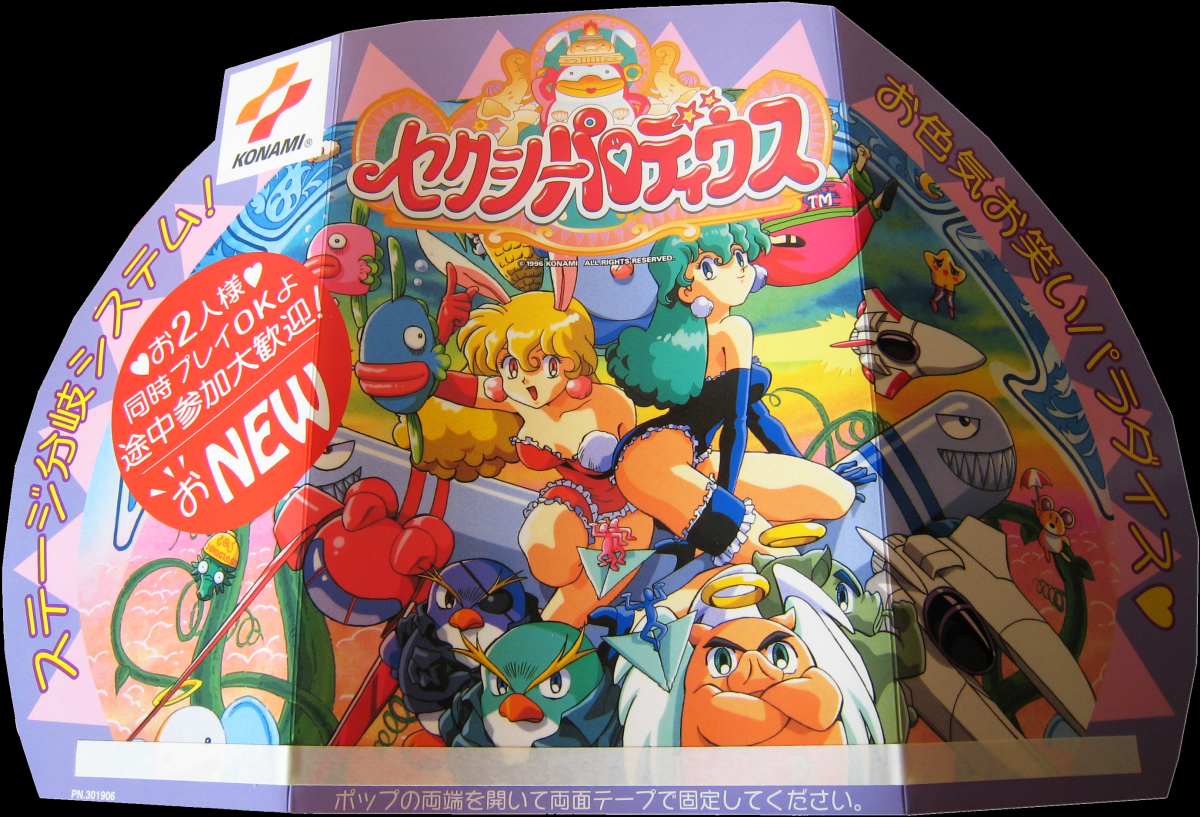 KONAMI®
セクシーパロディウス
TM
©1996 KONAMI ALL RIGHTS RESERVED.
ステージ分岐システム!
お色気お笑いパラダイス♥
♥お2人様♥
同時プレイOKよ
途中参加大歓迎!
おNEW
PN.301906
ポップの両端を開いて両面テープで固定してください。